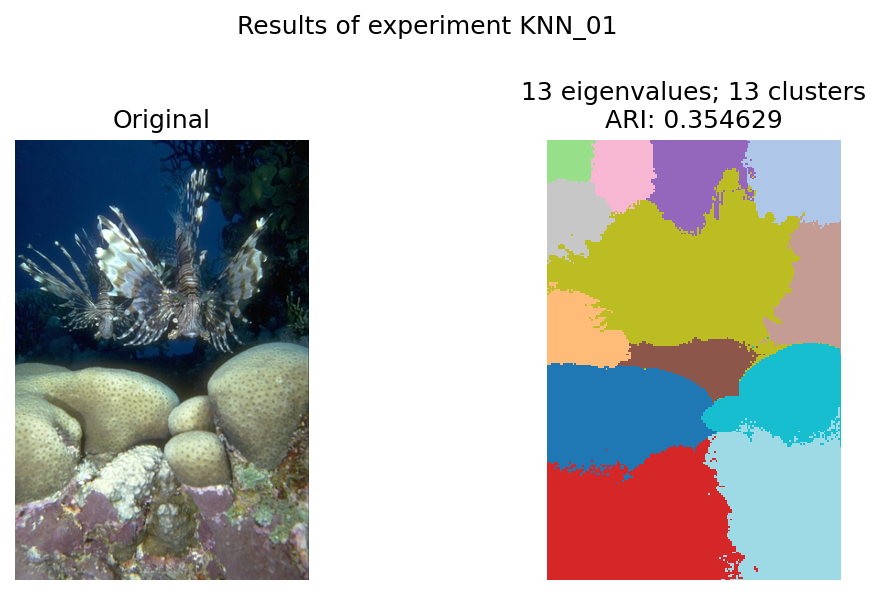 Results of experiment KNN_01
Original
13 eigenvalues; 13 clusters
ARI: 0.354629